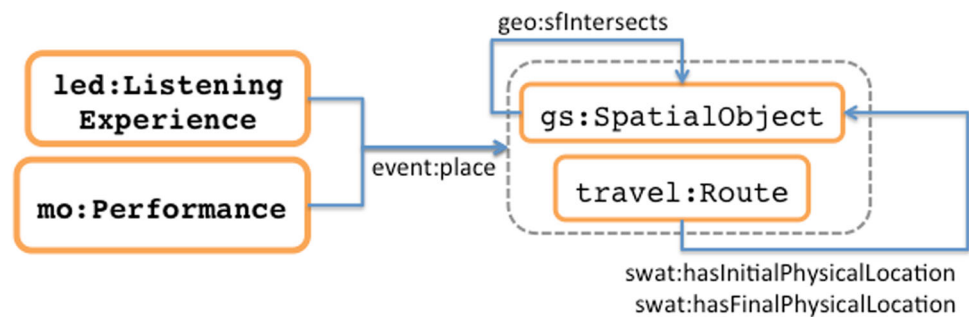 geo:sfIntersects
led:Listening
Experience
gs:SpatialObject
event:place
mo:Performance
travel:Route
swat:hasInitialPhysicalLocation
swat:hasFinalPhysicalLocation